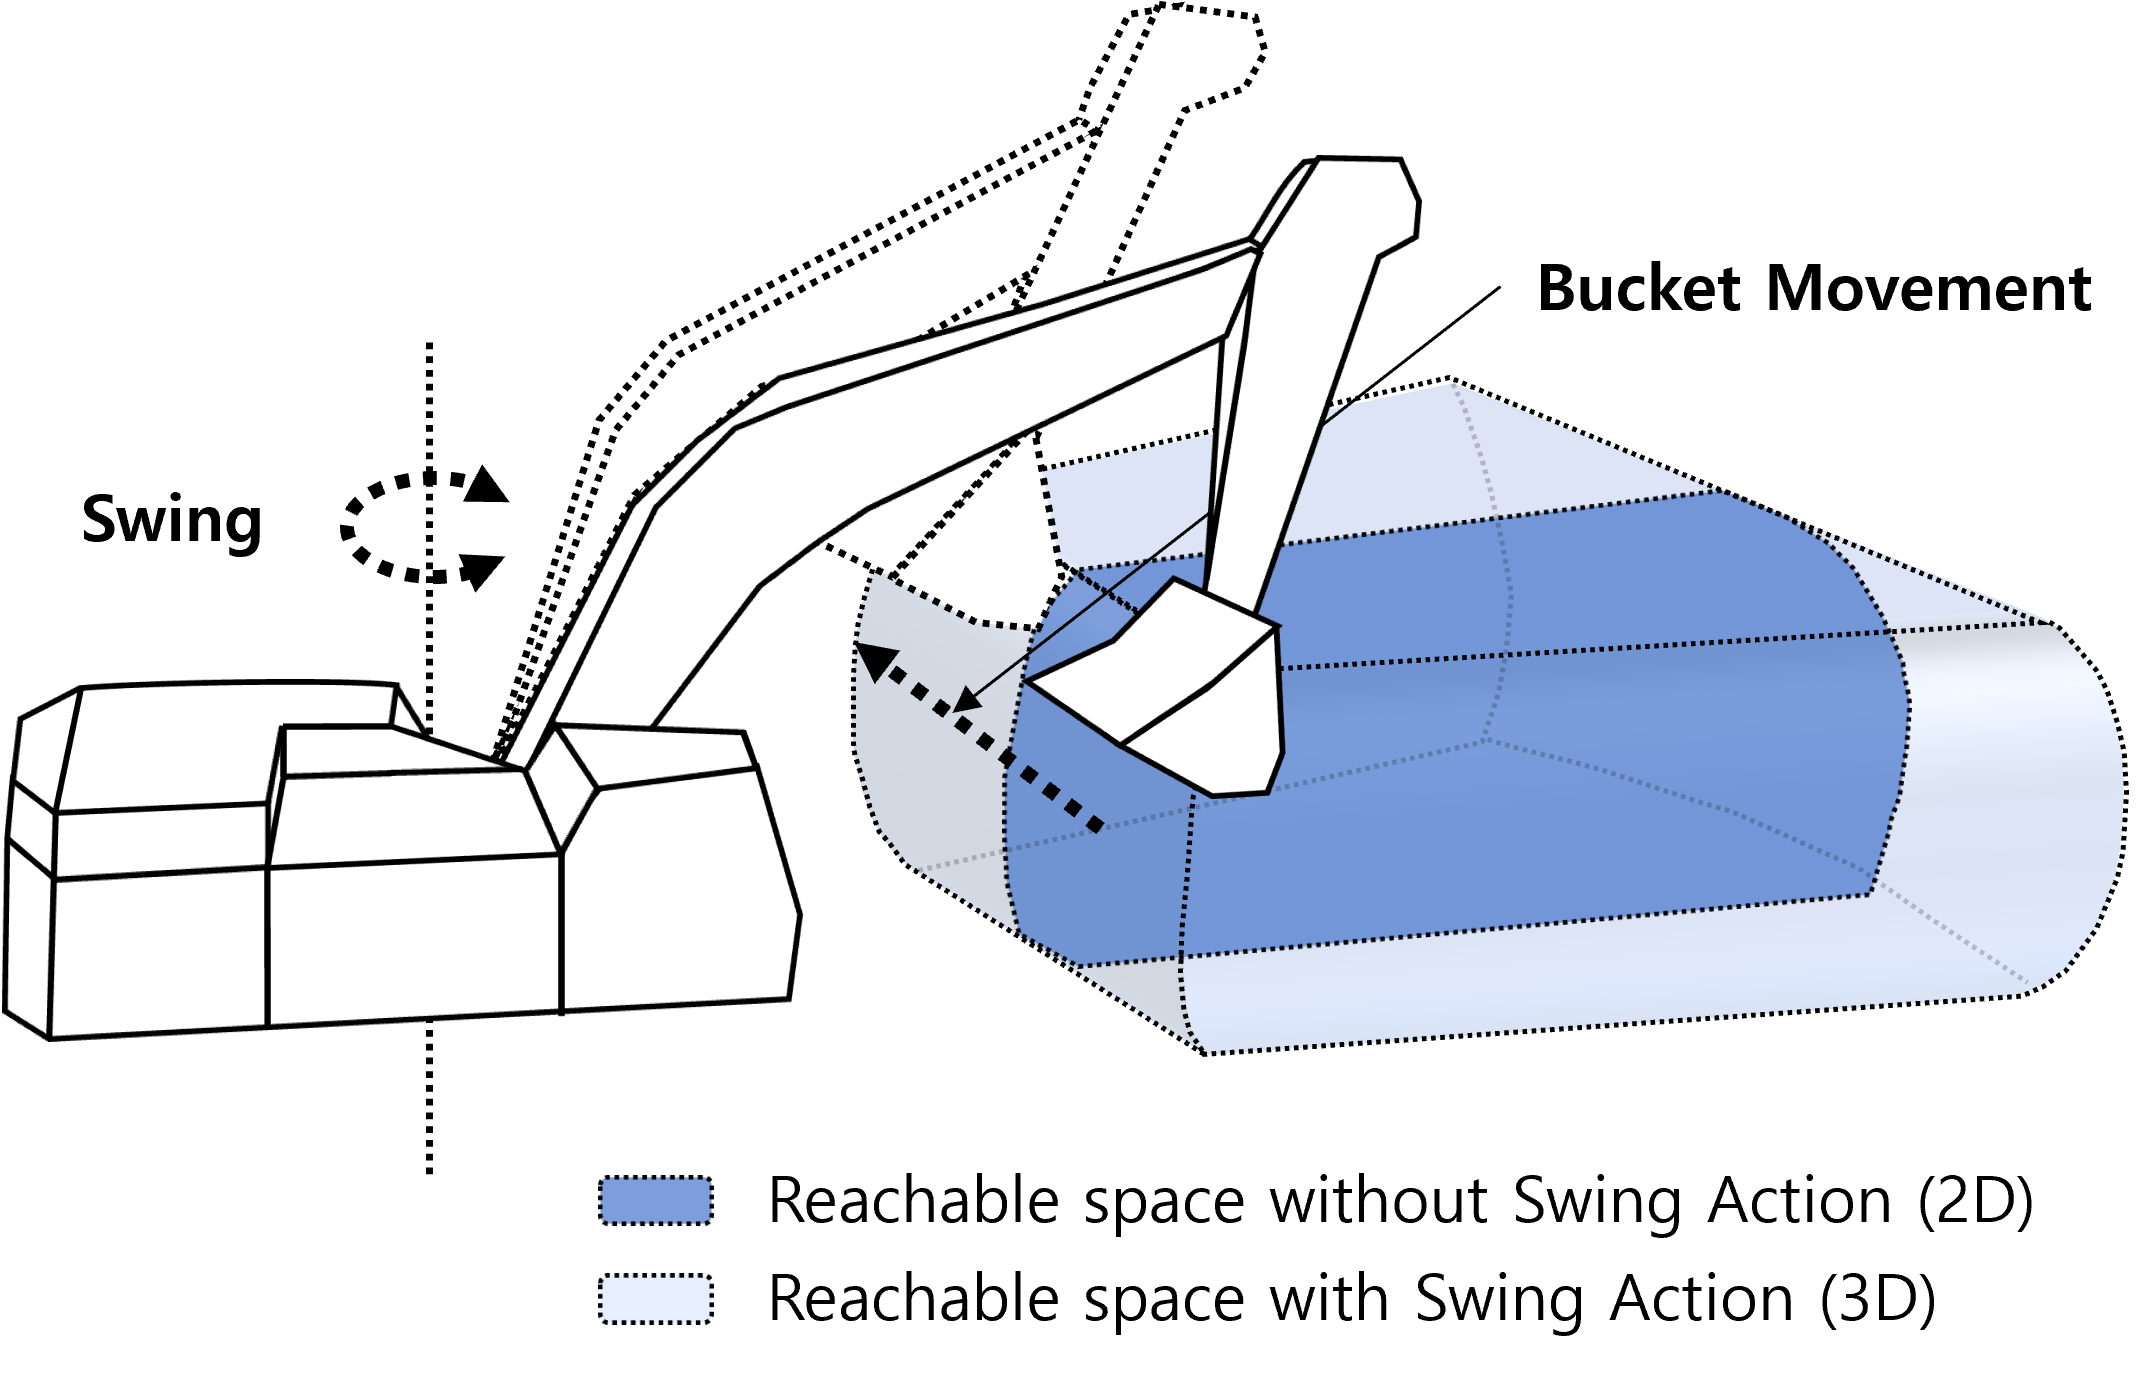 Bucket Movement
Swing
Reachable space without Swing Action (2D)
Reachable space with Swing Action (3D)